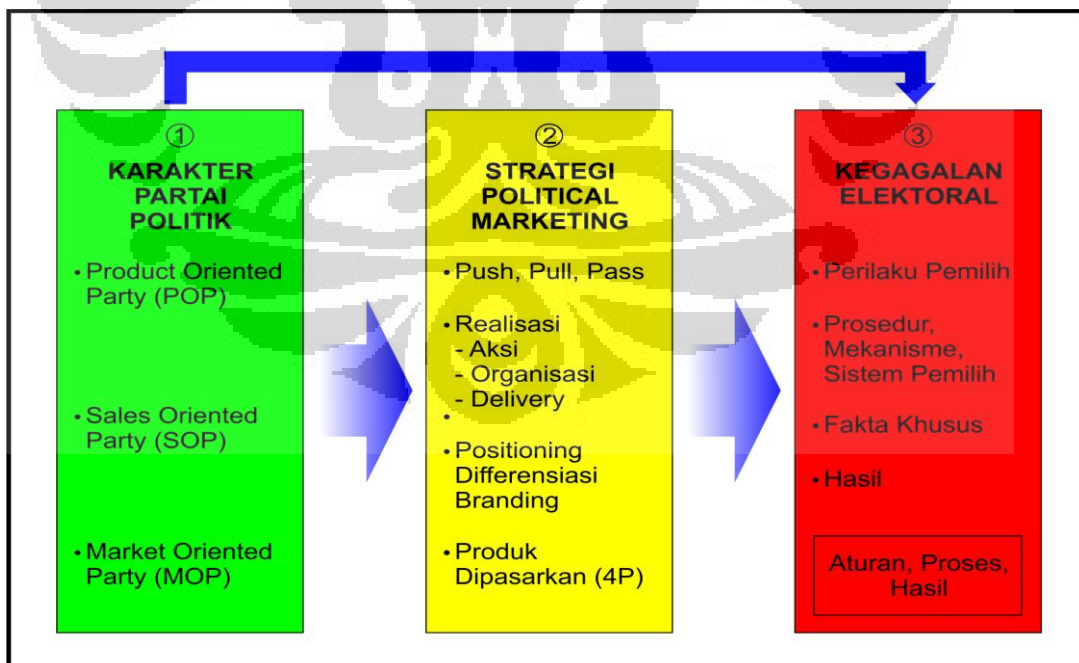 ①
KARAKTER
PARTAI
POLITIK
• Product Oriented
Party (POP)
• Sales Oriented
Party (SOP)
• Market Oriented
Party (MOP)
②
STRATEGI
POLITICAL
MARKETING
• Push, Pull, Pass
• Realisasi
- Aksi
- Organisasi
- Delivery
•
• Positioning
Differensiasi
Branding
• Produk
Dipasarkan (4P)
③
KEGAGALAN
ELEKTORAL
• Perilaku Pemilih
• Prosedur,
Mekanisme,
Sistem Pemilih
• Fakta Khusus
• Hasil
Aturan, Proses,
Hasil